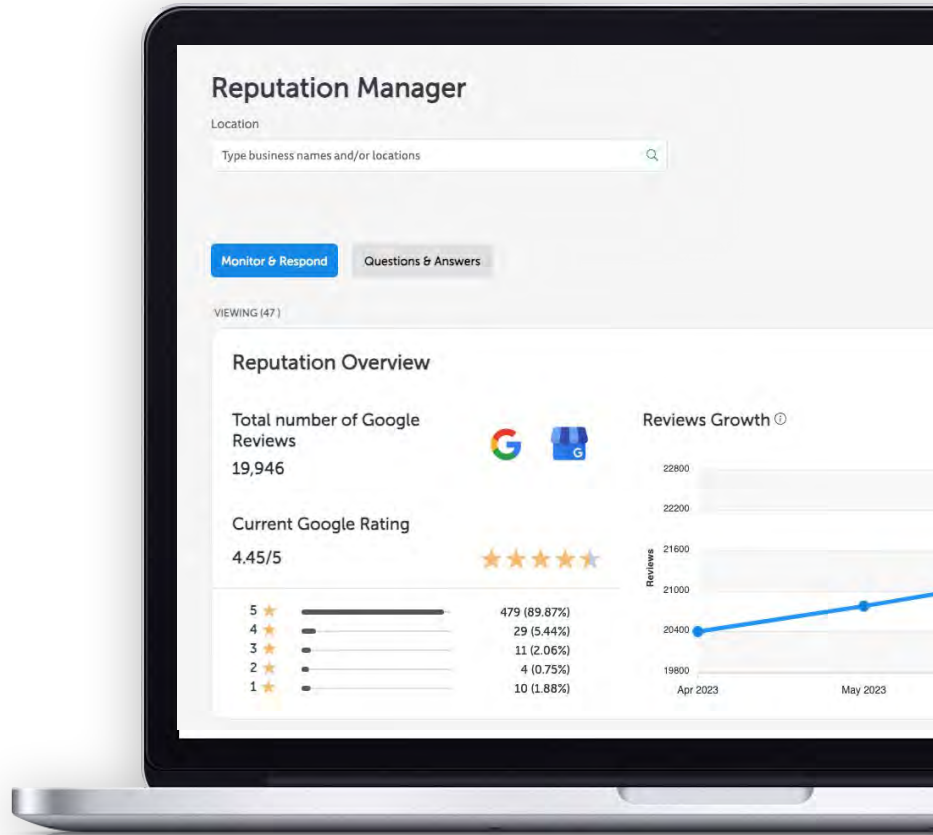 Reputation Manager
Location
Type business names and/or locations
Monitor & Respond
Questions & Answers
VIEWING (47 )
Reputation Overview
Total number of Google
Reviews
19,946
G
Current Google Rating
4.45/5
5 479 (89.87%)
4 29 (5.44%)
3 11 (2.06%)
2 4 (0.75%)
1 10 (1.88%)
Reviews Growth
Reviews
22800
22200
21600
21000
20400
19800
Apr 2023
May 2023